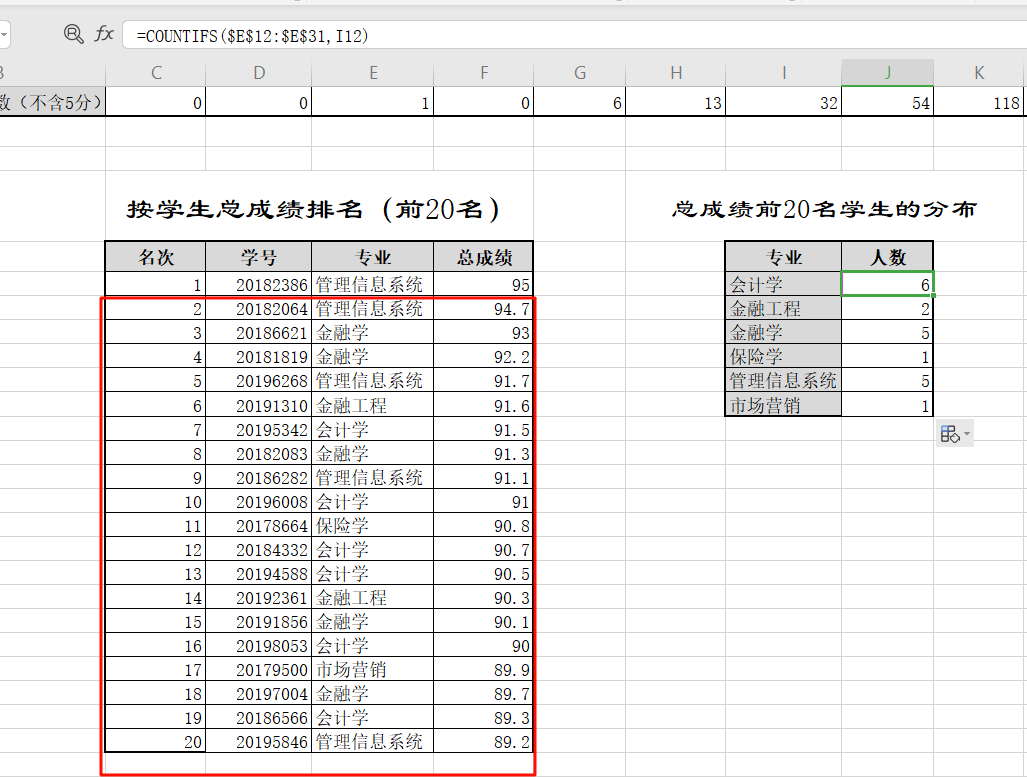 fx =COUNTIFS($E$12:$E$31,I12)
B C D E F G H I J K
数（不含5分） 0 0 1 0 6 13 32 54 118
按学生总成绩排名（前20名） 总成绩前20名学生的分布
名次 学号 专业 总成绩 专业 人数
1 20182386 管理信息系统 95 会计学 6
2 20182064 管理信息系统 94.7 金融工程 2
3 20186621 金融学 93 金融学 5
4 20181819 金融学 92.2 保险学 1
5 20196268 管理信息系统 91.7 管理信息系统 5
6 20191310 金融工程 91.6 市场营销 1
7 20195342 会计学 91.5
8 20182083 金融学 91.3
9 20186282 管理信息系统 91.1
10 20196008 会计学 91
11 20178664 保险学 90.8
12 20184332 会计学 90.7
13 20194588 会计学 90.5
14 20192361 金融工程 90.3
15 20191856 金融学 90.1
16 20198053 会计学 90
17 20179500 市场营销 89.9
18 20197004 金融学 89.7
19 20186566 会计学 89.3
20 20195846 管理信息系统 89.2